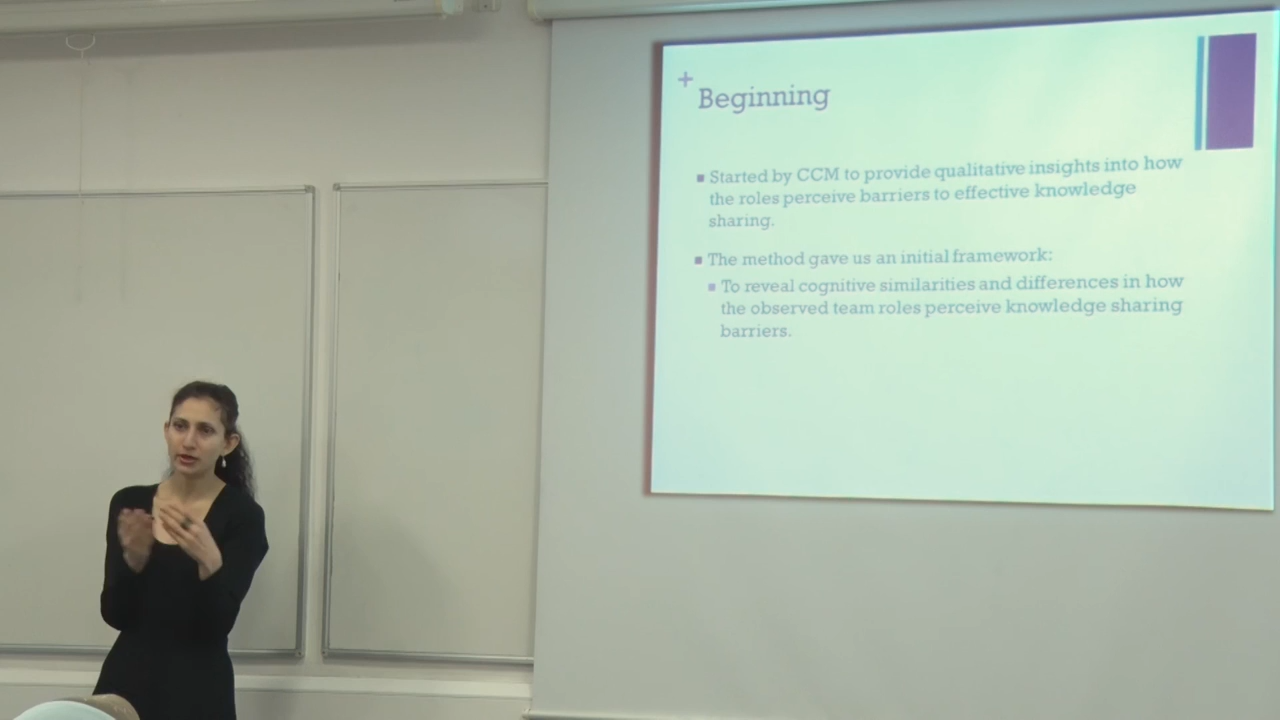 +
Beginning
Started by CCM to provide qualitative insights into how
the roles perceive barriers to effective knowledge
sharing.
The method gave us an initial framework:
To reveal cognitive similarities and differences in how
the observed team roles perceive knowledge sharing
barriers.